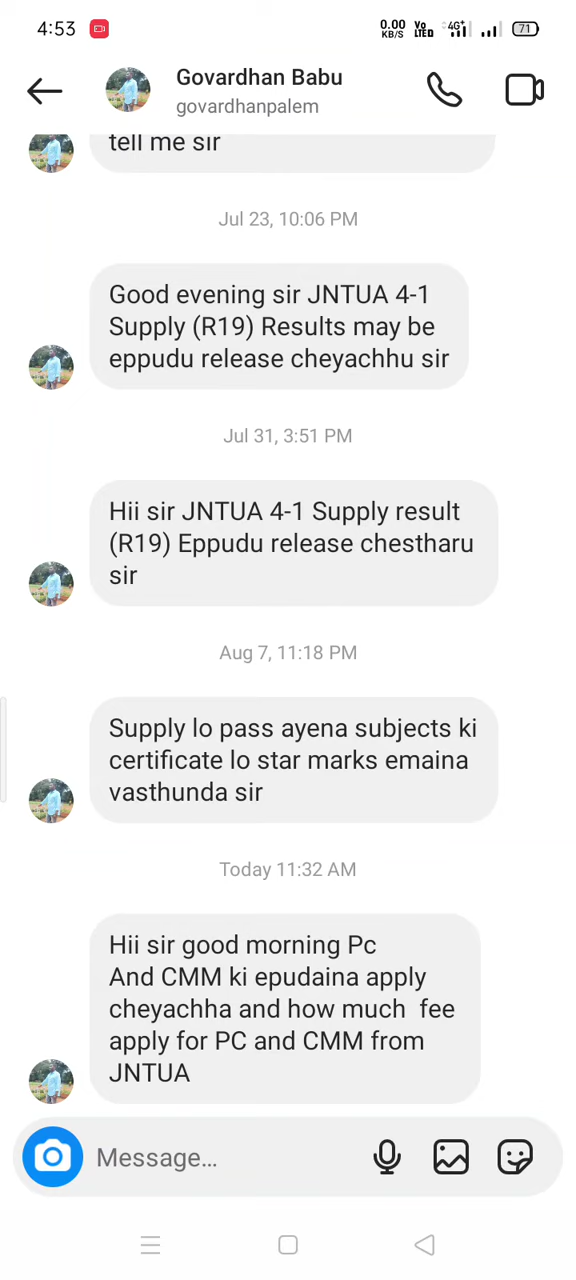 4:53
0.00 KB/S
Vo LTED
4G+
71
Govardhan Babu
govardhanpalem
tell me sir
Jul 23, 10:06 PM
Good evening sir JNTUA 4-1
Supply (R19) Results may be
eppudu release cheyachhu sir
Jul 31, 3:51 PM
Hii sir JNTUA 4-1 Supply result
(R19) Eppudu release chestharu
sir
Aug 7, 11:18 PM
Supply lo pass ayena subjects ki
certificate lo star marks emaina
vasthunda sir
Today 11:32 AM
Hii sir good morning Pc
And CMM ki epudaina apply
cheyachha and how much  fee
apply for PC and CMM from
JNTUA
Message...